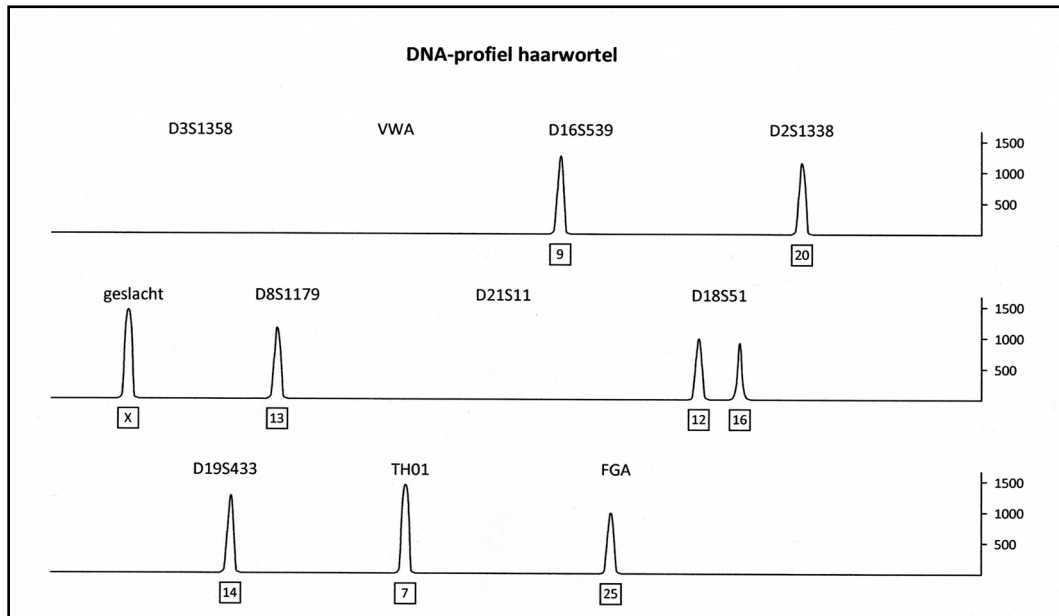 DNA-profiel haarwortel
D3S1358 VWA D16S539 D2S1338
1500
1000
500
9 20
geslacht D8S1179 D21S11 D18S51
1500
1000
500
X 13 12 16
D19S433 TH01 FGA
1500
1000
500
14 7 25